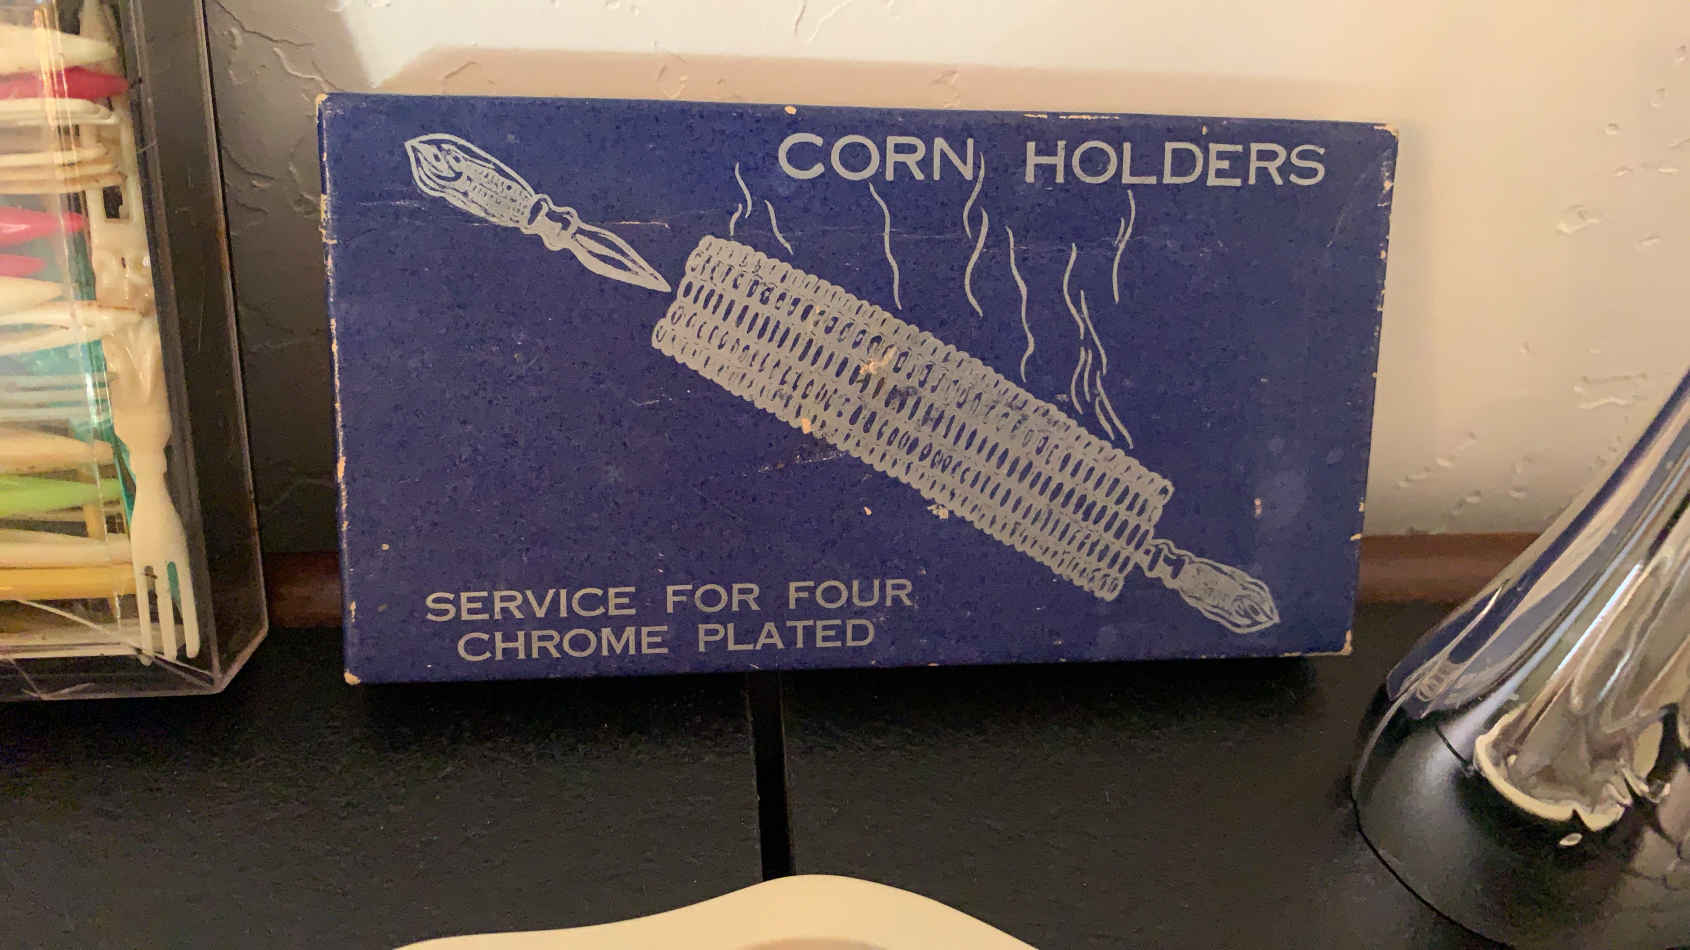 CORN HOLDERS
SERVICE FOR FOUR
CHROME PLATED